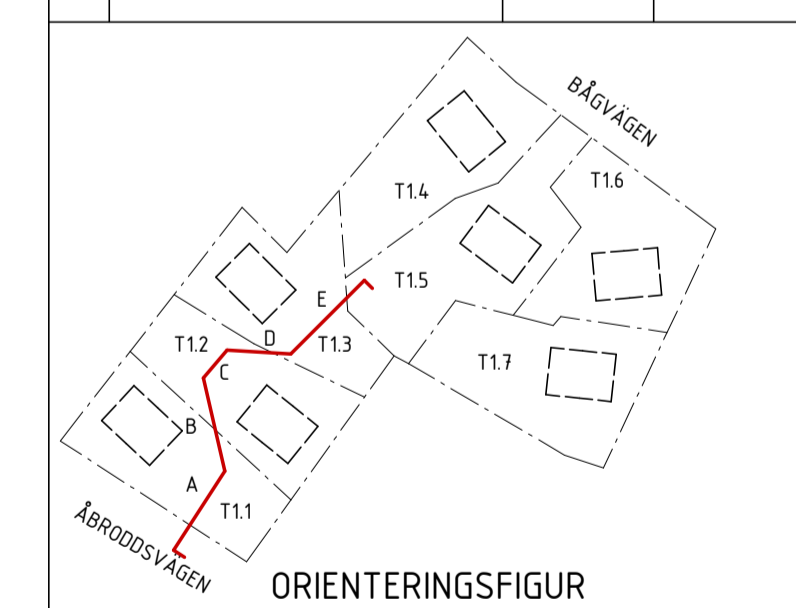 BÅGVÄGEN
T1.4
T1.6
T1.5
E
T1.2
D
T1.3
C
T1.7
B
A
T1.1
ÅBRODDSVÄGEN
ORIENTERINGSFIGUR